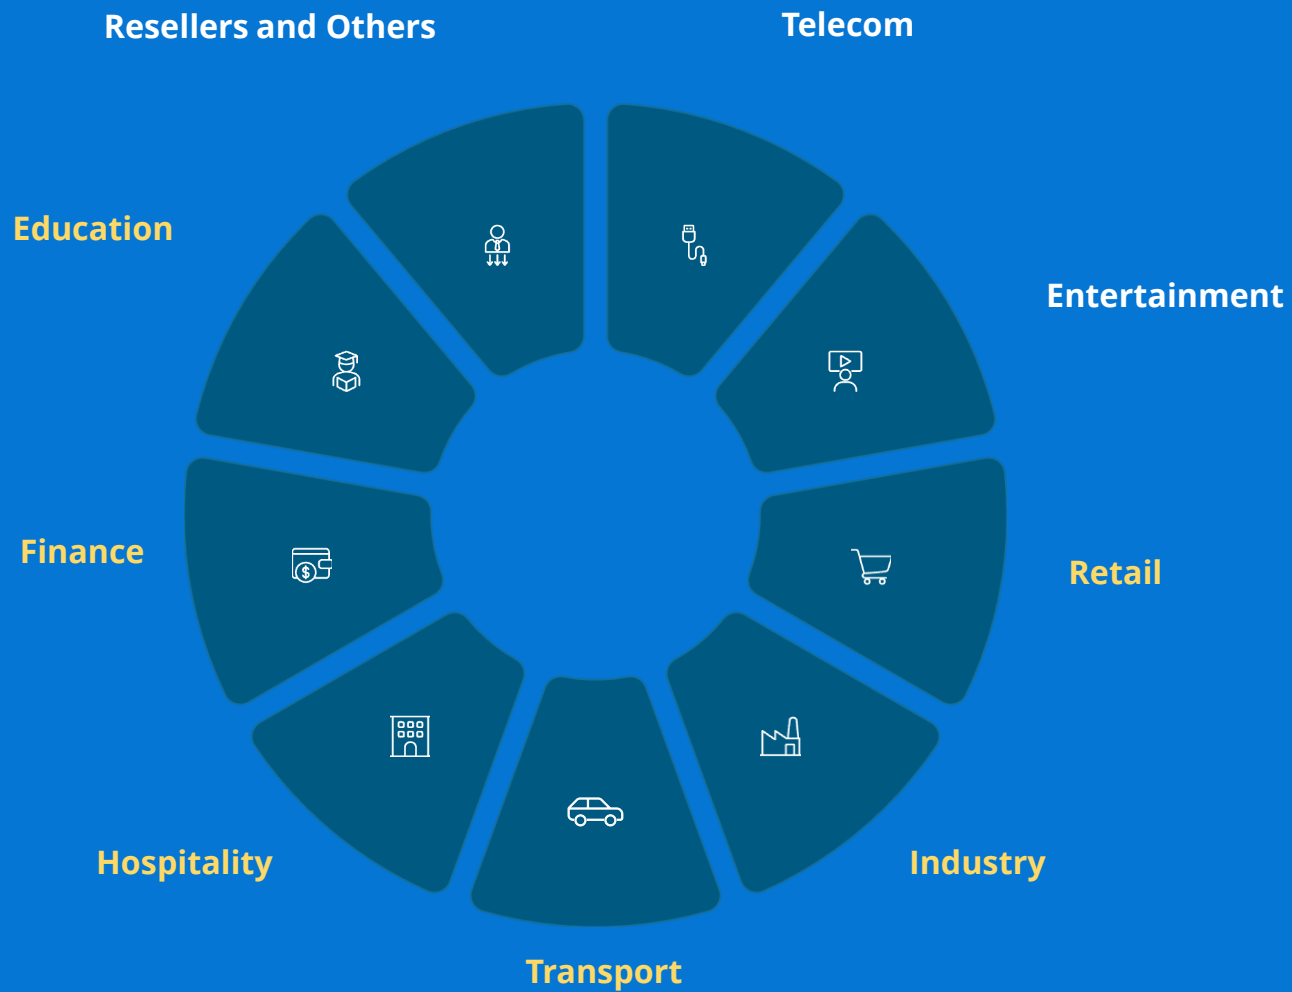 Resellers and Others
Telecom
Education
Entertainment
Finance
Retail
Hospitality
Industry
Transport